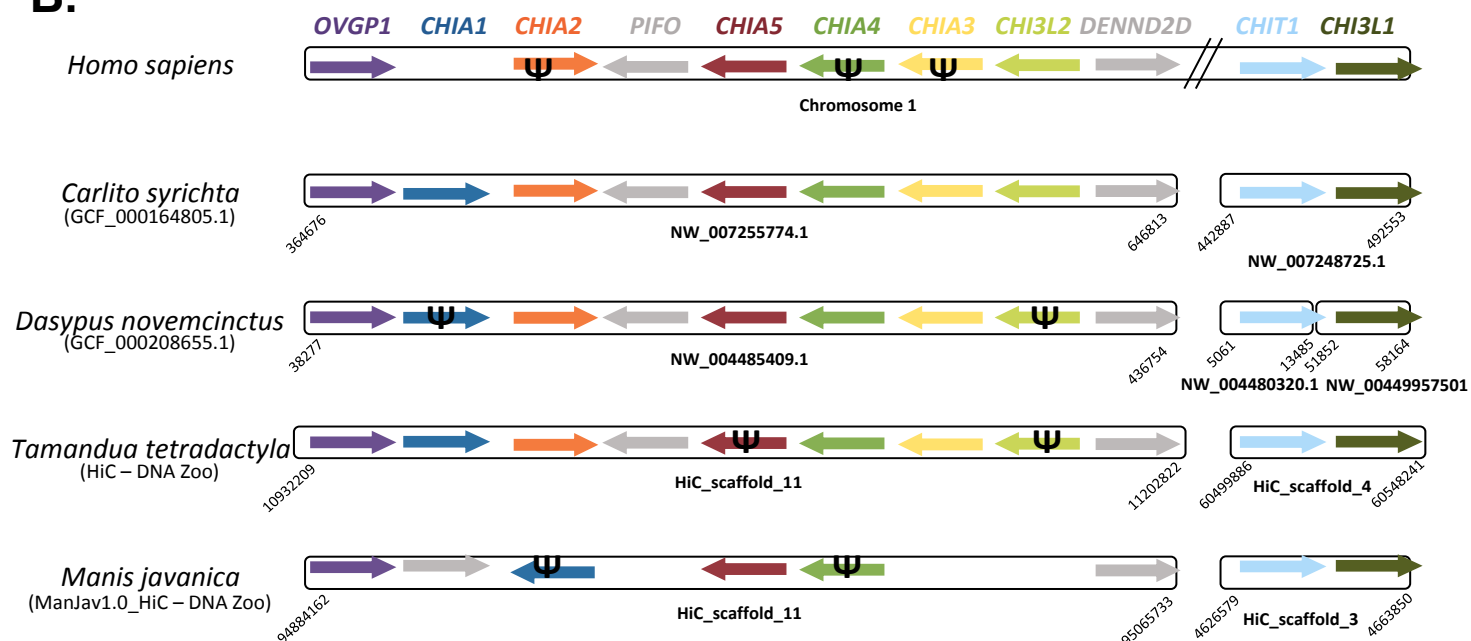 B.
OVGP1 CHIA1 CHIA2 PIFO CHIA5 CHIA4 CHIA3 CHI3L2 DENND2D CHIT1 CHI3L1
Homo sapiens
Ψ Ψ Ψ
Chromosome 1
Carlito syrichta
(GCF_000164805.1)
364676 646813 442887 492553
NW_007255774.1
NW_007248725.1
Dasypus novemcinctus
Ψ Ψ
(GCF_000208655.1)
38277 436754 5061 13485 51852 58164
NW_004485409.1
NW_004480320.1 NW_00449957501
Tamandua tetradactyla
Ψ Ψ
(HiC – DNA Zoo)
10932209 11202822 60499886 60548241
HiC_scaffold_11 HiC_scaffold_4
Manis javanica
Ψ Ψ
(ManJav1.0_HiC – DNA Zoo)
94884162 95065733 4626579 4663850
HiC_scaffold_11 HiC_scaffold_3